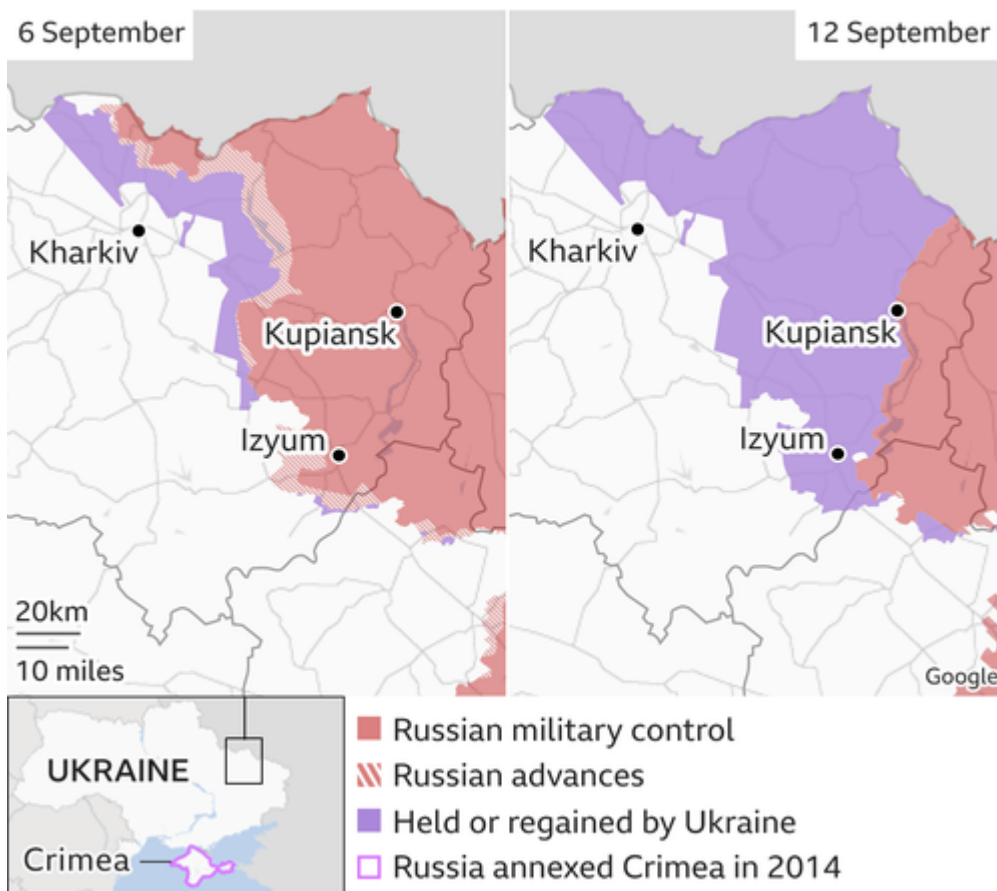 6 September
12 September
Kharkiv
Kupiansk
Izyum
20km
10 miles
Kharkiv
Kupiansk
Izyum
Google
UKRAINE
Crimea
Russian military control
Russian advances
Held or regained by Ukraine
Russia annexed Crimea in 2014